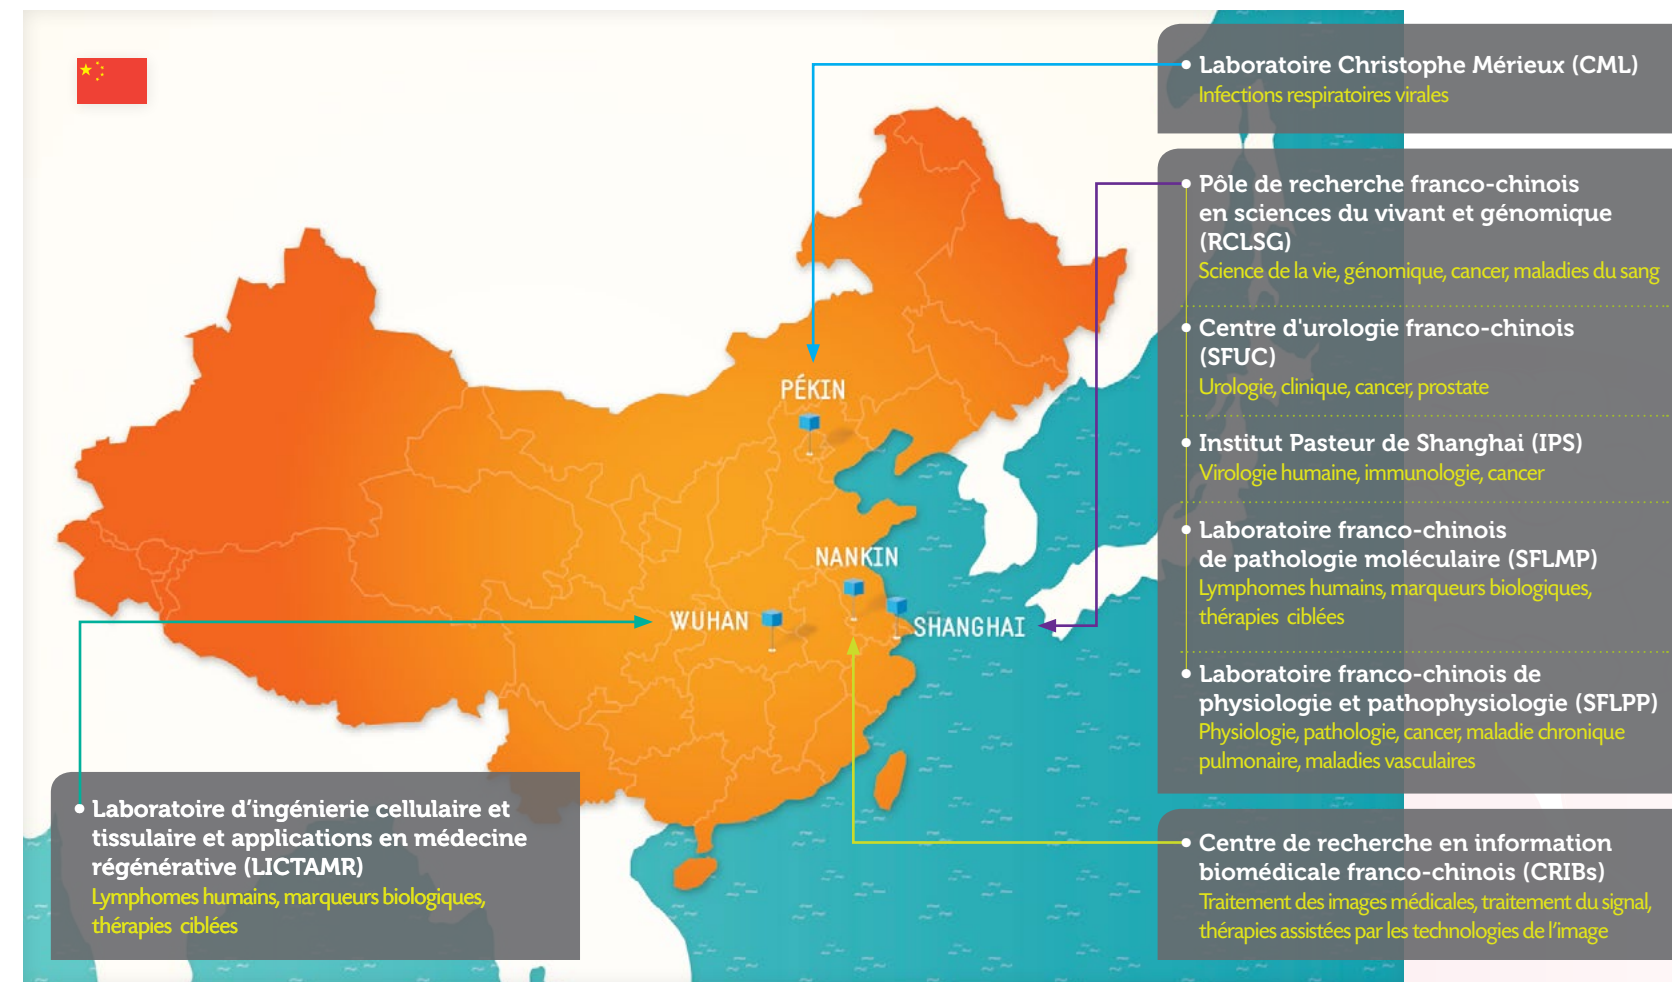 Laboratoire Christophe Mérieux (CML)
Infections respiratoires virales
Pôle de recherche franco-chinois
en sciences du vivant et génomique
(RCLSG)
Science de la vie, génomique, cancer, maladies du sang
Centre d'urologie franco-chinois
(SFUC)
Urologie, clinique, cancer, prostate
Institut Pasteur de Shanghai (IPS)
Virologie humaine, immunologie, cancer
Laboratoire franco-chinois
de pathologie moléculaire (SFLMP)
Lymphomes humains, marqueurs biologiques,
thérapies ciblées
Laboratoire franco-chinois de
physiologie et pathophysiologie (SFLPP)
Physiologie, pathologie, cancer, maladie chronique
pulmonaire, maladies vasculaires
Centre de recherche en information
biomédicale franco-chinois (CRIBs)
Traitement des images médicales, traitement du signal,
thérapies assistées par les technologies de l'image
PÉKIN
NANKIN
WUHAN
SHANGHAI
Laboratoire d’ingénierie cellulaire et
tissulaire et applications en médecine
régénérative (LICTAMR)
Lymphomes humains, marqueurs biologiques,
thérapies ciblées